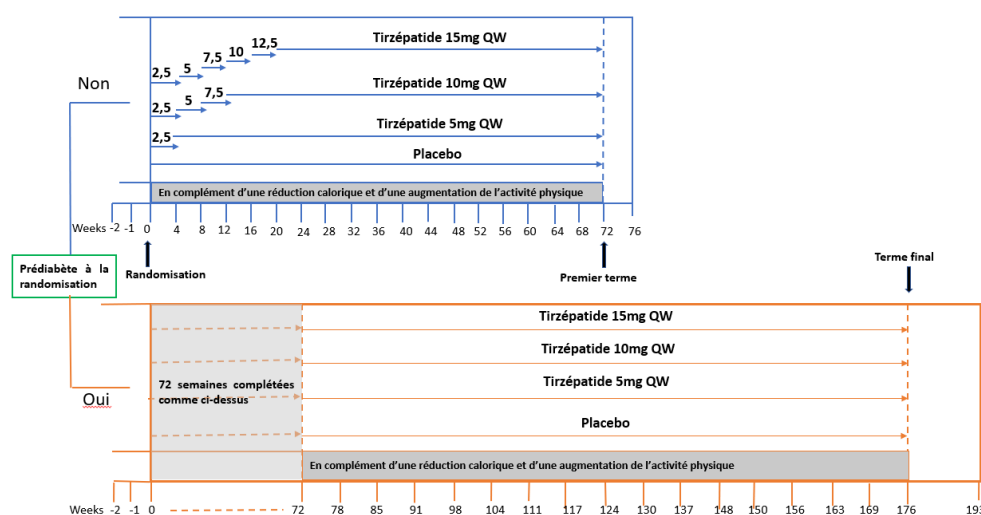 12,5
Tirzépatide 15mg QW
10
7,5
5
2,5
Non
Tirzépatide 10mg QW
7,5
5
2,5
Tirzépatide 5mg QW
2,5
Placebo
En complément d'une réduction calorique et d'une augmentation de l'activité physique
Weeks -2 -1 0 4 8 12 16 20 24 28 32 36 40 44 48 52 56 60 64 68 72 76
Prédiabète à la
randomisation
Randomisation
Premier terme
Terme final
Tirzépatide 15mg QW
Tirzépatide 10mg QW
72 semaines complétées
comme ci-dessus
Tirzépatide 5mg QW
Oui
Placebo
En complément d'une réduction calorique et d'une augmentation de l'activité physique
Weeks -2 -1 0 72 78 85 91 98 104 111 117 124 130 137 148 150 156 163 169 176 193